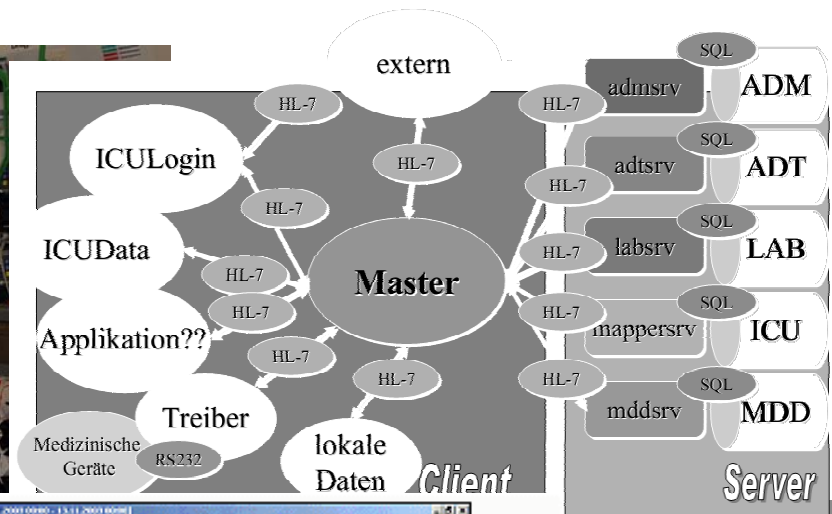 extern
SQL
HL-7
HL-7
admsrv
ADM
SQL
ICULogin
HL-7
adtsrv
ADT
HL-7
HL-7
SQL
ICUData
HL-7
Master
HL-7
labsrv
LAB
HL-7
HL-7
SQL
Applikation??
mappersrv
ICU
HL-7
HL-7
HL-7
SQL
Treiber
mddsrv
MDD
Medizinische
Geräte
RS232
lokale
Daten
Client
Server